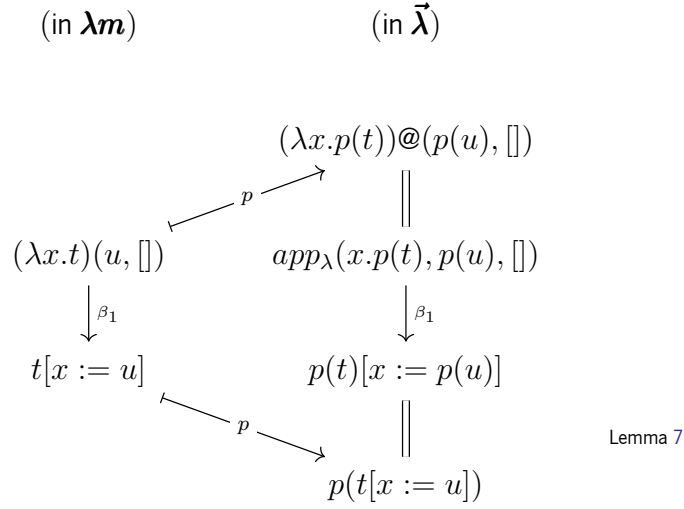 (in λm) (in λ⃗)
(λx.p(t))@(p(u), [])
p
(λx.t)(u, []) app_λ(x.p(t), p(u), [])
β₁ β₁
t[x := u] p(t)[x := p(u)]
p
Lemma 7
p(t[x := u])